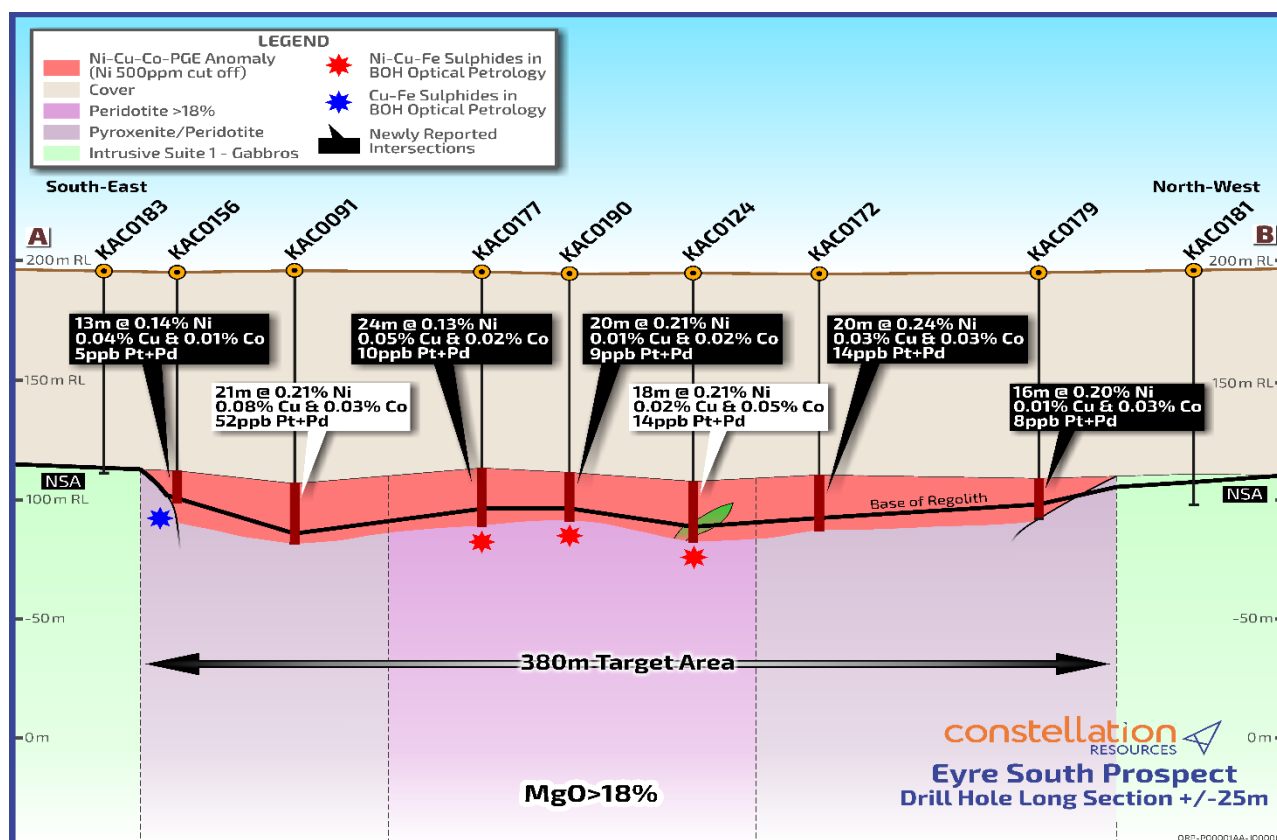 LEGEND
Ni-Cu-Co-PGE Anomaly
(Ni 500ppm cut off)
Cover
Peridotite >18%
Pyroxenite/Peridotite
Intrusive Suite 1 - Gabbros
Ni-Cu-Fe Sulphides in
BOH Optical Petrology
Cu-Fe Sulphides in
BOH Optical Petrology
Newly Reported
Intersections
South-East
North-West
A
B
KAC0183
KAC0156
KAC0091
KAC0177
KAC0190
KAC0124
KAC0172
KAC0179
KAC0181
200m RL
200m RL
13m @ 0.14% Ni
0.04% Cu & 0.01% Co
5ppb Pt+Pd
24m @ 0.13% Ni
0.05% Cu & 0.02% Co
10ppb Pt+Pd
20m @ 0.21% Ni
0.01% Cu & 0.02% Co
9ppb Pt+Pd
20m @ 0.24% Ni
0.03% Cu & 0.03% Co
14ppb Pt+Pd
150m RL
150m RL
21m @ 0.21% Ni
0.08% Cu & 0.03% Co
52ppb Pt+Pd
18m @ 0.21% Ni
0.02% Cu & 0.05% Co
14ppb Pt+Pd
16m @ 0.20% Ni
0.01% Cu & 0.03% Co
8ppb Pt+Pd
NSA
NSA
100m RL
100m RL
Base of Regolith
-50m
-50m
380m Target Area
0m
0m
MgO>18%
constellation
RESOURCES
Eyre South Prospect
Drill Hole Long Section +/-25m